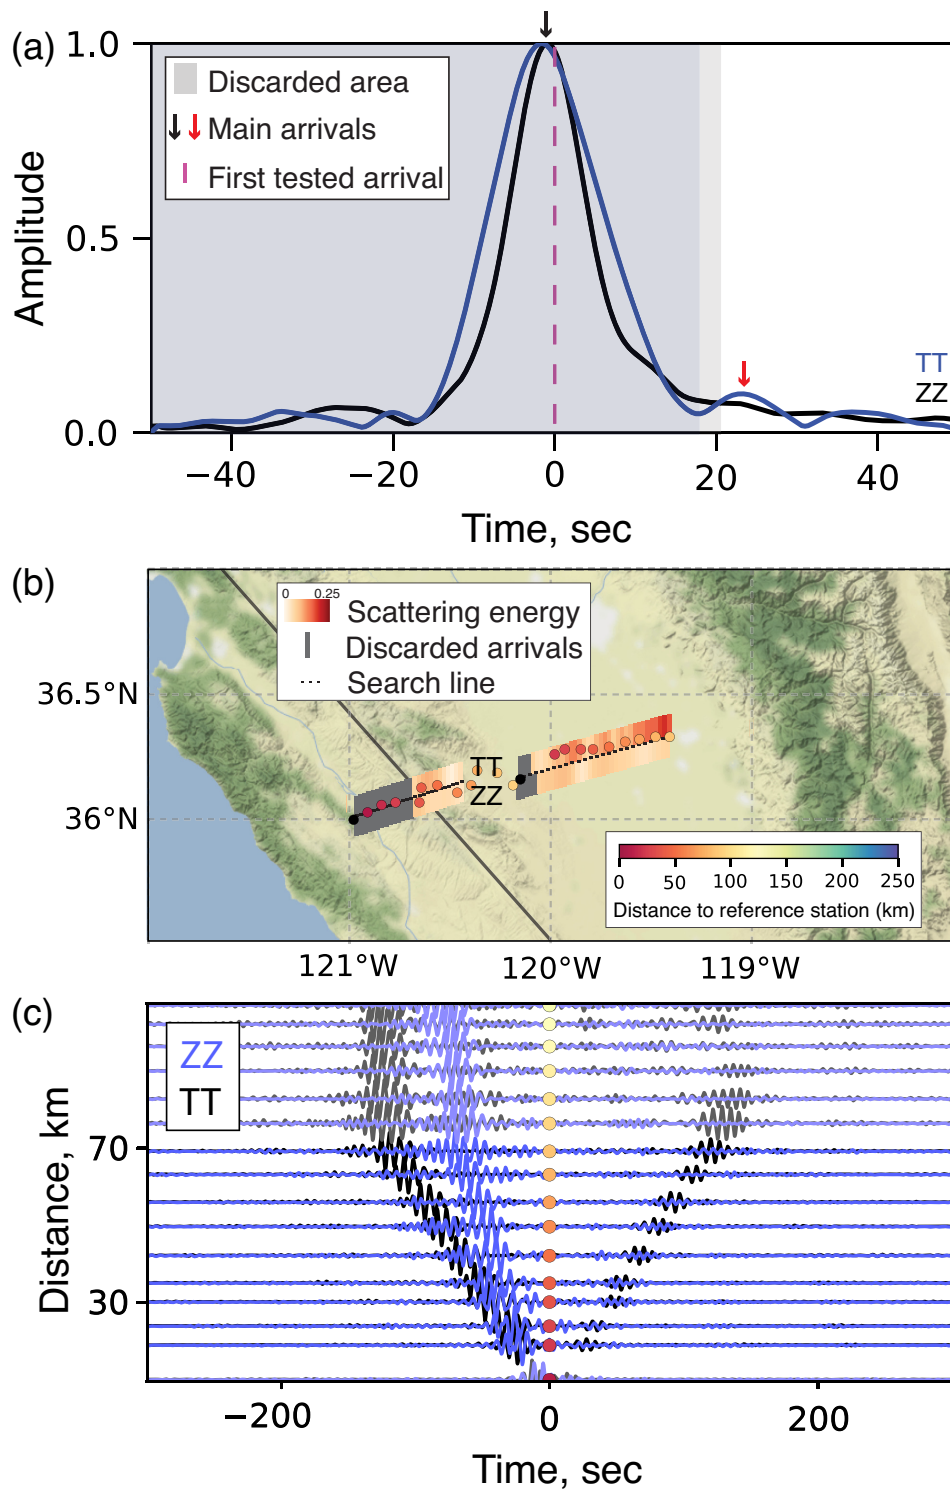 (a)
1.0
0.5
0.0
Amplitude
Discarded area
Main arrivals
First tested arrival
TT
ZZ
−40
−20
0
20
40
Time, sec
(b)
0
0.25
Scattering energy
Discarded arrivals
Search line
36.5°N
36°N
TT
ZZ
0
50
100
150
200
250
Distance to reference station (km)
121°W
120°W
119°W
(c)
ZZ
TT
70
30
Distance, km
−200
0
200
Time, sec